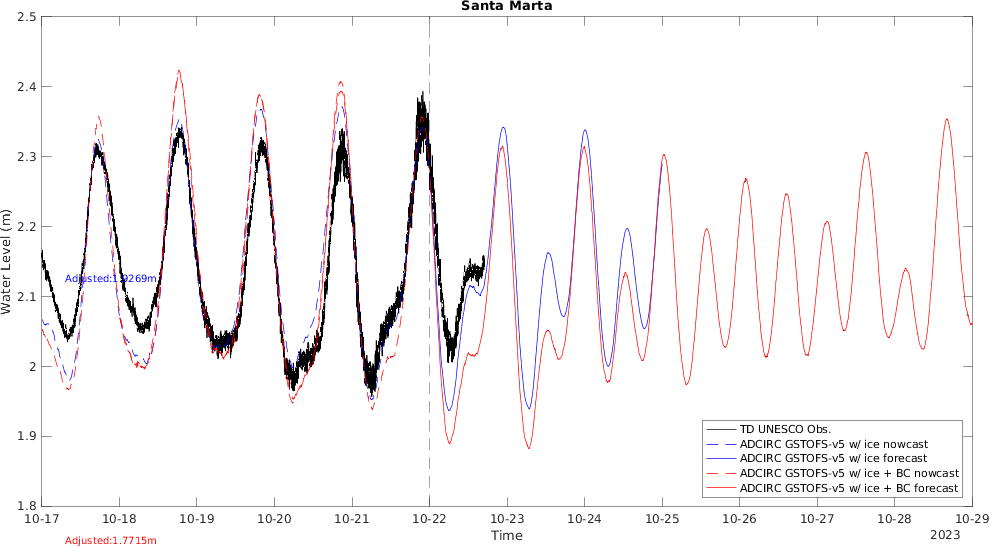 Santa Marta
2.5
2.4
2.3
2.2
2.1
2
1.9
1.8
Water Level (m)
Adjusted:1.9269m
TD UNESCO Obs.
ADCIRC GSTOFS-v5 w/ ice nowcast
ADCIRC GSTOFS-v5 w/ ice forecast
ADCIRC GSTOFS-v5 w/ ice + BC nowcast
ADCIRC GSTOFS-v5 w/ ice + BC forecast
10-17 10-18 10-19 10-20 10-21 10-22 10-23 10-24 10-25 10-26 10-27 10-28 10-29
Time
2023
Adjusted:1.7715m